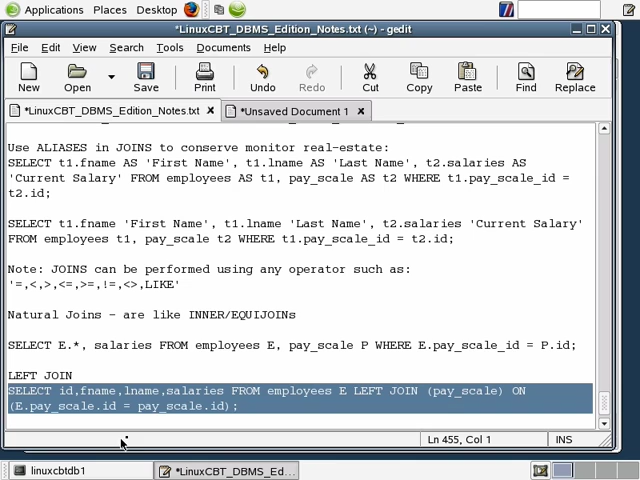 Applications Places Desktop
*LinuxCBT_DBMS_Edition_Notes.txt (~) - gedit
File Edit View Search Tools Documents Help
New Open Save Print Undo Redo Cut Copy Paste Find Replace
*LinuxCBT_DBMS_Edition_Notes.txt x *Unsaved Document 1 x
Use ALIASES in JOINS to conserve monitor real-estate:
SELECT t1.fname AS 'First Name', t1.lname AS 'Last Name', t2.salaries AS
'Current Salary' FROM employees AS t1, pay_scale AS t2 WHERE t1.pay_scale_id =
t2.id;
SELECT t1.fname 'First Name', t1.lname 'Last Name', t2.salaries 'Current Salary'
FROM employees t1, pay_scale t2 WHERE t1.pay_scale_id = t2.id;
Note: JOINS can be performed using any operator such as:
'=,<,>,<=,>=,!=,<>,LIKE'
Natural Joins - are like INNER/EQUIJOINs
SELECT E.*, salaries FROM employees E, pay_scale P WHERE E.pay_scale_id = P.id;
LEFT JOIN
SELECT id,fname,lname,salaries FROM employees E LEFT JOIN (pay_scale) ON
(E.pay_scale.id = pay_scale.id);
Ln 455, Col 1 INS
linuxcbtdb1 *LinuxCBT_DBMS_Ed...